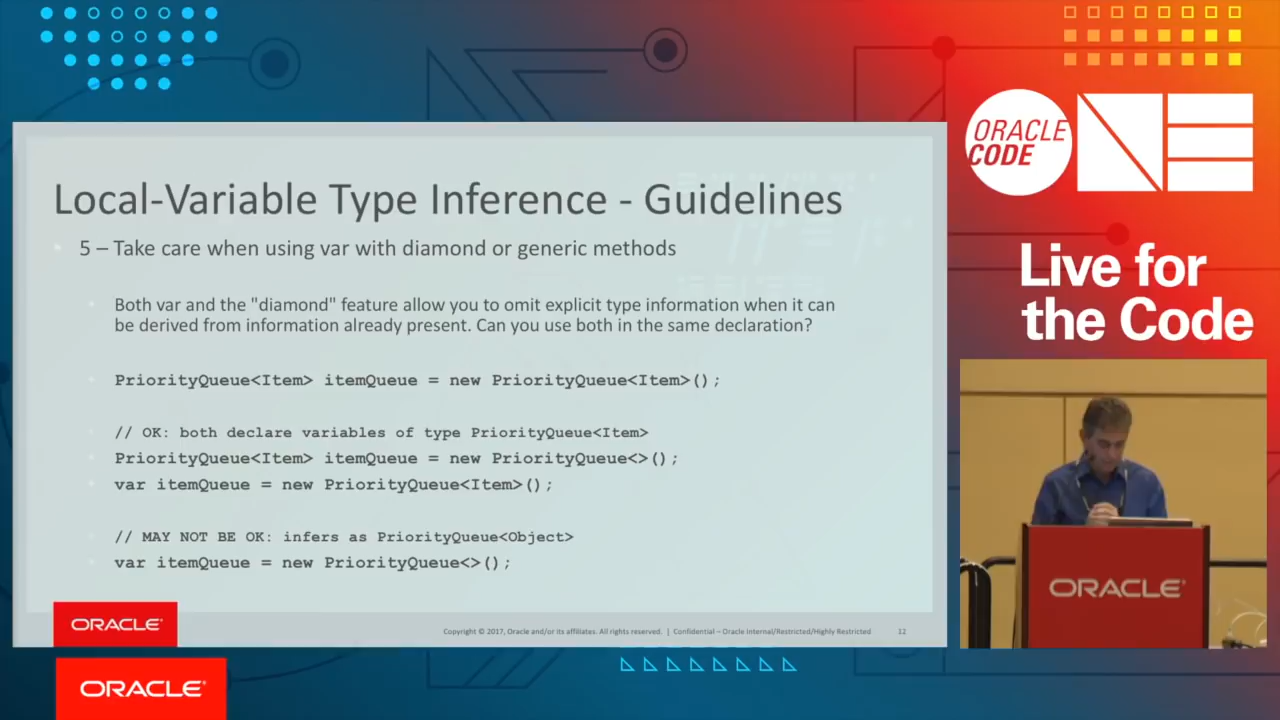 Local-Variable Type Inference - Guidelines
5 – Take care when using var with diamond or generic methods
Both var and the "diamond" feature allow you to omit explicit type information when it can
be derived from information already present. Can you use both in the same declaration?
PriorityQueue<Item> itemQueue = new PriorityQueue<Item>();
// OK: both declare variables of type PriorityQueue<Item>
PriorityQueue<Item> itemQueue = new PriorityQueue<>();
var itemQueue = new PriorityQueue<Item>();
// MAY NOT BE OK: infers as PriorityQueue<Object>
var itemQueue = new PriorityQueue<>();
ORACLE®
Copyright © 2017, Oracle and/or its affiliates. All rights reserved. | Confidential – Oracle Internal/Restricted/Highly Restricted 12
ORACLE®
ORACLE
CODE
ONE
Live for
the Code
ORACLE®